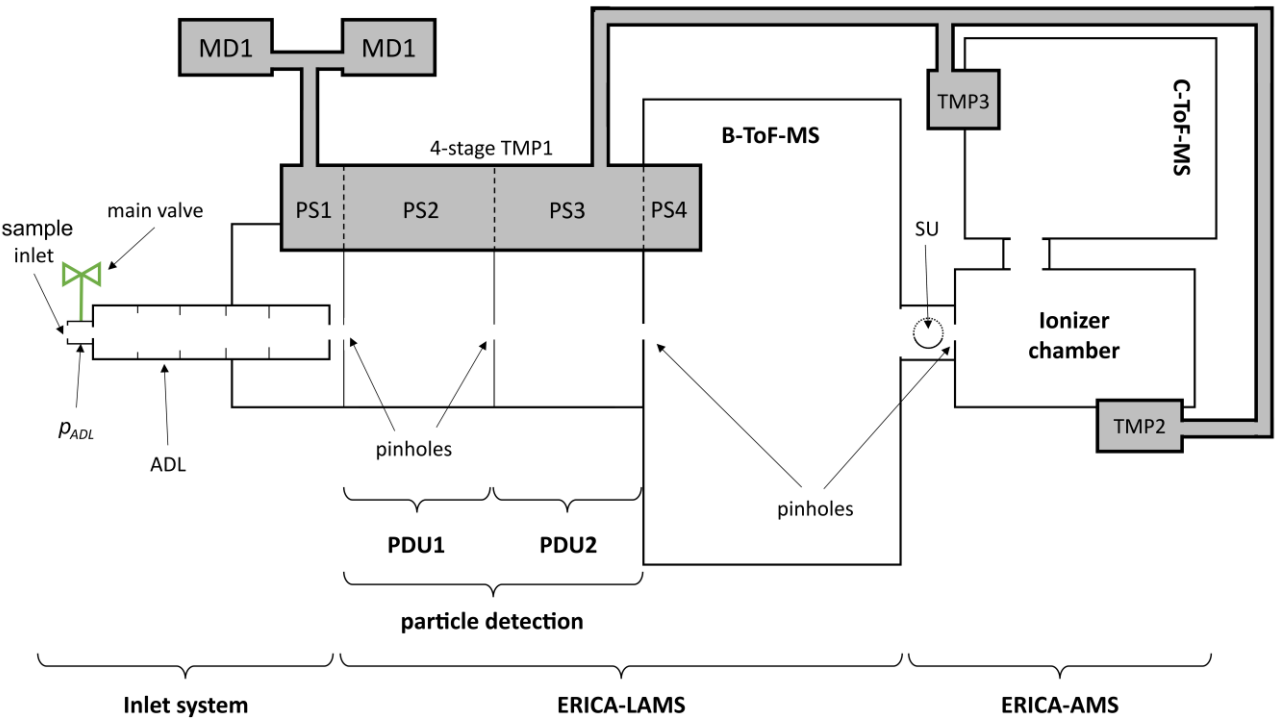 MD1
MD1
TMP3
C-ToF-MS
B-ToF-MS
4-stage TMP1
PS1
PS2
PS3
PS4
main valve
sample
inlet
SU
Ionizer
chamber
p_ADL
ADL
pinholes
TMP2
pinholes
PDU1
PDU2
particle detection
Inlet system
ERICA-LAMS
ERICA-AMS